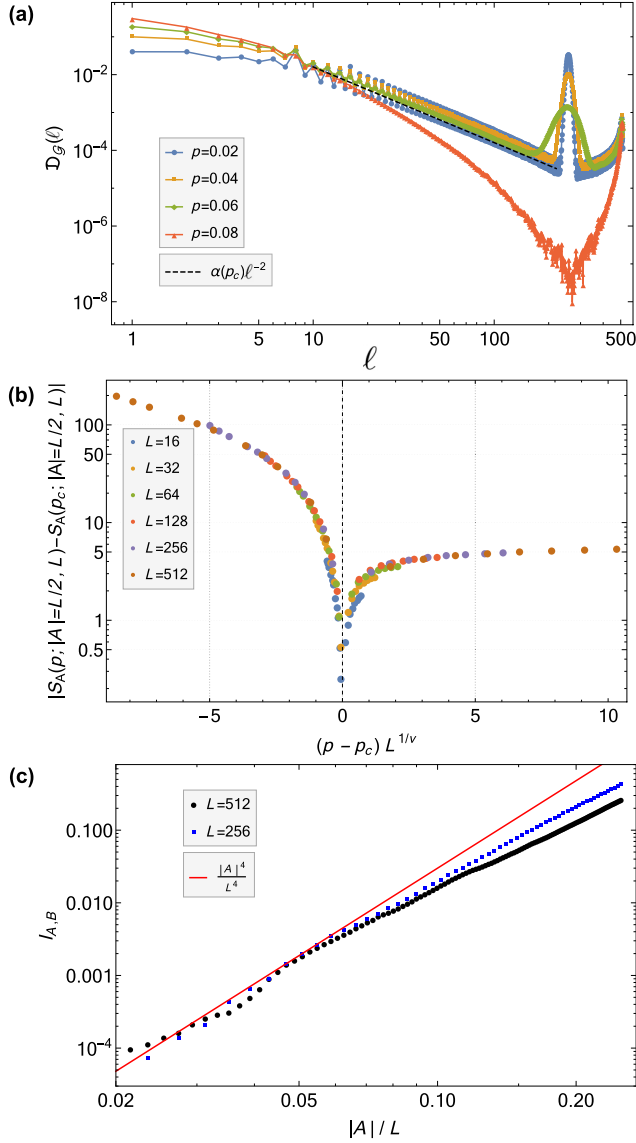 (a)
10⁻²
10⁻⁴
10⁻⁶
10⁻⁸
𝔻_𝒢(ℓ)
p=0.02
p=0.04
p=0.06
p=0.08
α(p_c)ℓ⁻²
1 5 10 50 100 500
ℓ
(b)
100
50
10
5
1
0.5
|S_A(p; |A|=L/2, L)−S_A(p_c; |A|=L/2, L)|
L=16
L=32
L=64
L=128
L=256
L=512
−5 0 5 10
(p−p_c) L^{1/ν}
(c)
0.100
0.010
0.001
10⁻⁴
I_{A,B}
L=512
L=256
|A|⁴
L⁴
0.02 0.05 0.10 0.20
|A| / L